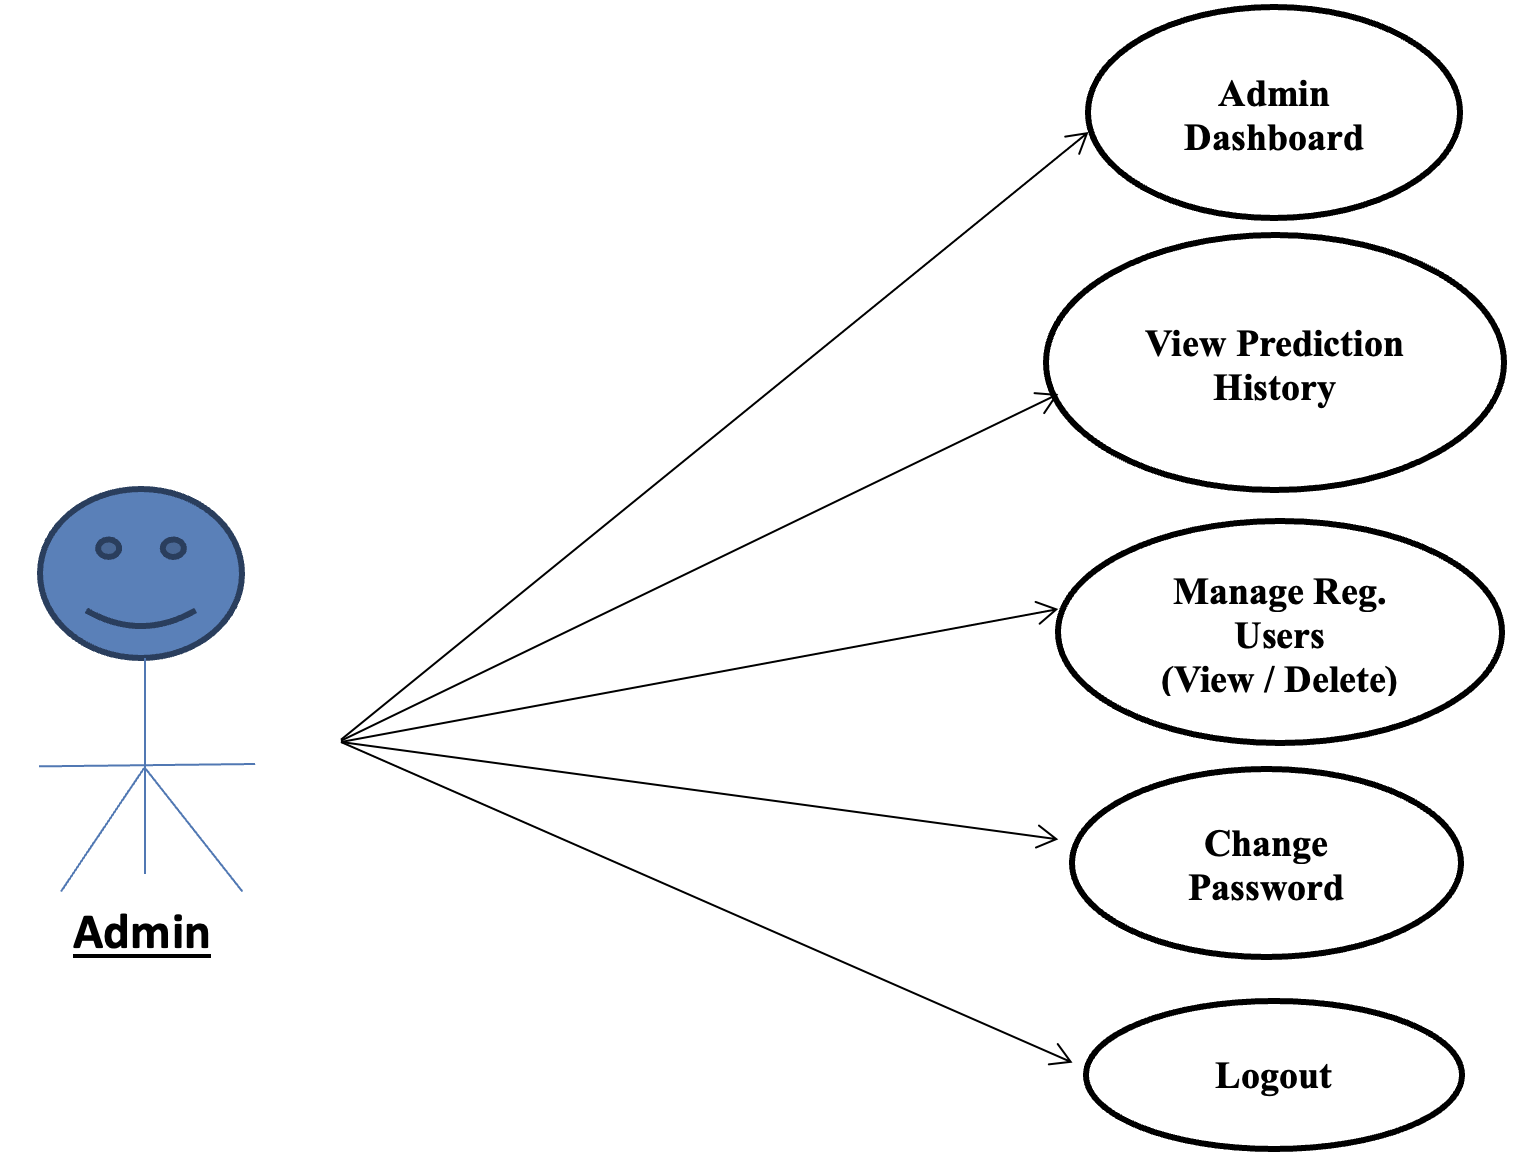 Admin
Dashboard
View Prediction
History
Manage Reg.
Users
(View / Delete)
Change
Password
Logout
Admin